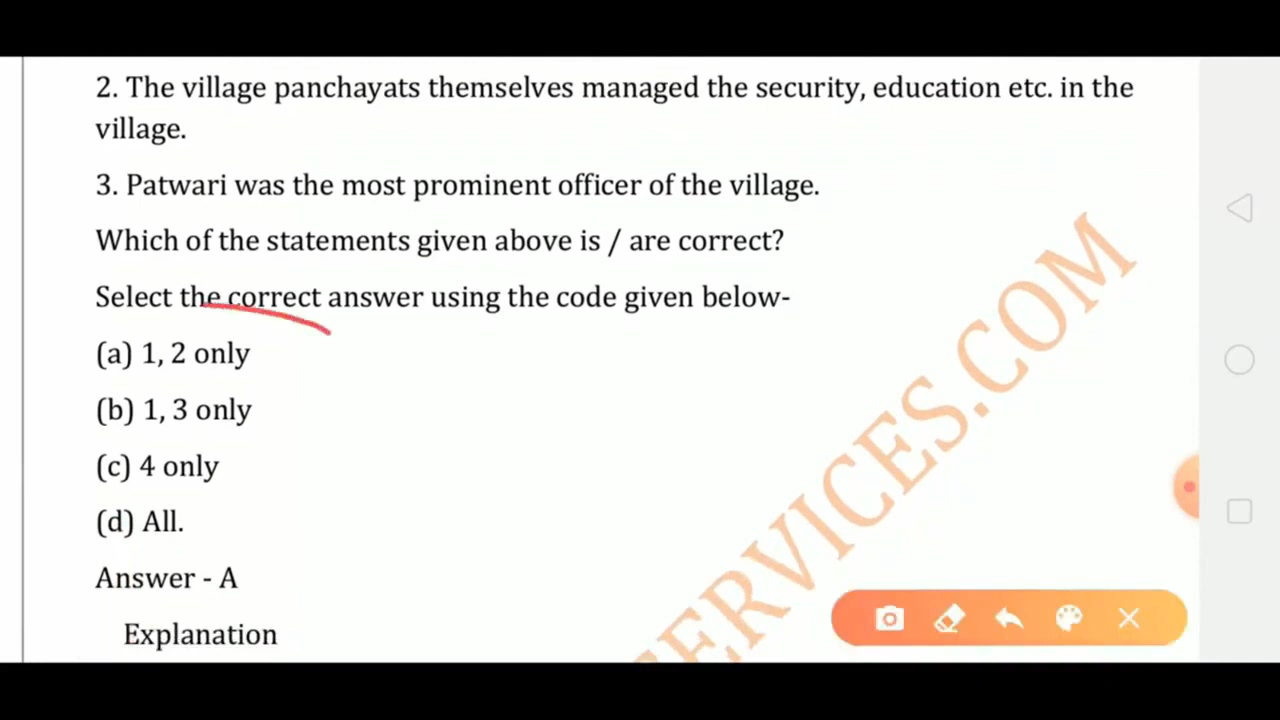 2. The village panchayats themselves managed the security, education etc. in the
village.
3. Patwari was the most prominent officer of the village.
Which of the statements given above is / are correct?
Select the correct answer using the code given below-
(a) 1, 2 only
(b) 1, 3 only
(c) 4 only
(d) All.
Answer - A
Explanation
SERVICES.COM